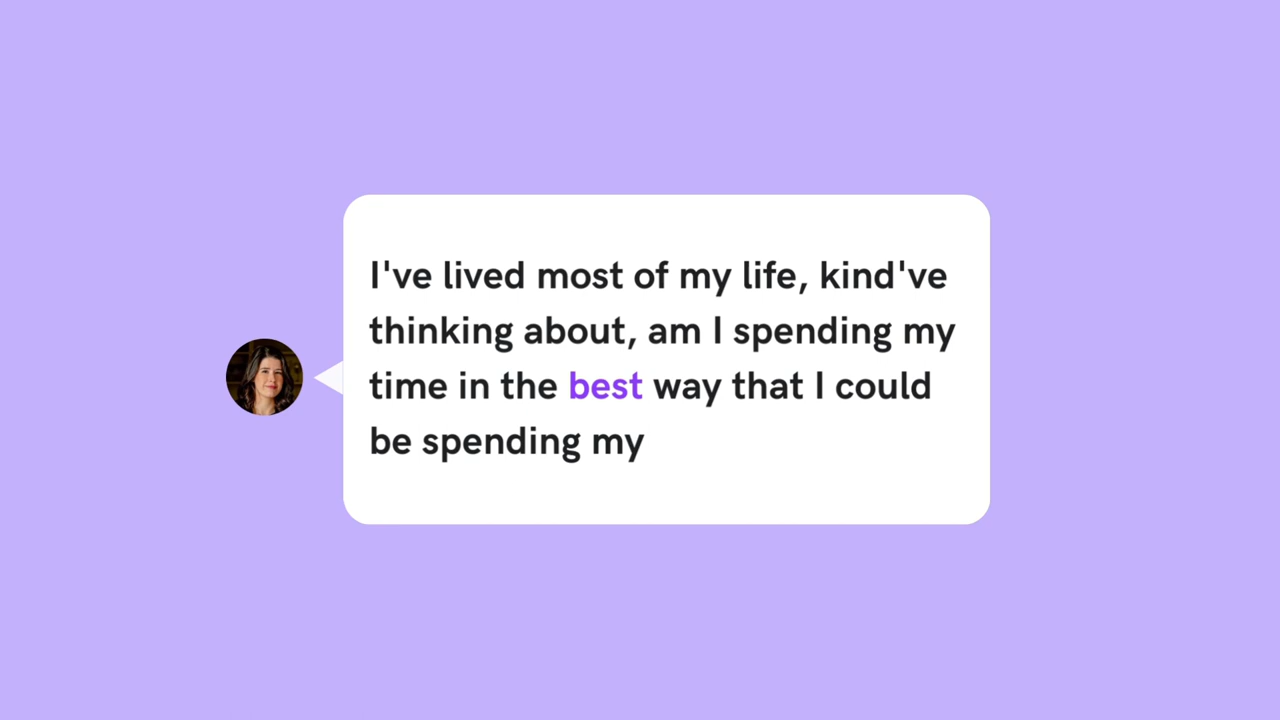 I've lived most of my life, kind've
thinking about, am I spending my
time in the best way that I could
be spending my